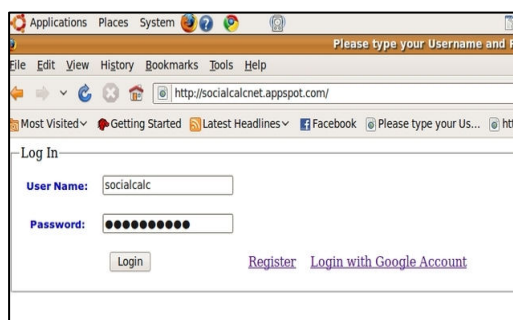 Applications Places System
Please type your Username and
File Edit View History Bookmarks Tools Help
http://socialcalcnet.appspot.com/
Most Visited Getting Started Latest Headlines Facebook Please type your Us...
Log In
User Name: socialcalc
Password: ●●●●●●●●●●
Login Register Login with Google Account